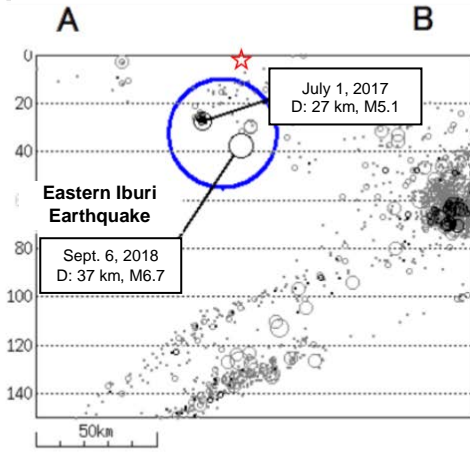 A B
0
20
40
80
100
120
140
July 1, 2017
D: 27 km, M5.1
Eastern Iburi
Earthquake
Sept. 6, 2018
D: 37 km, M6.7
50km